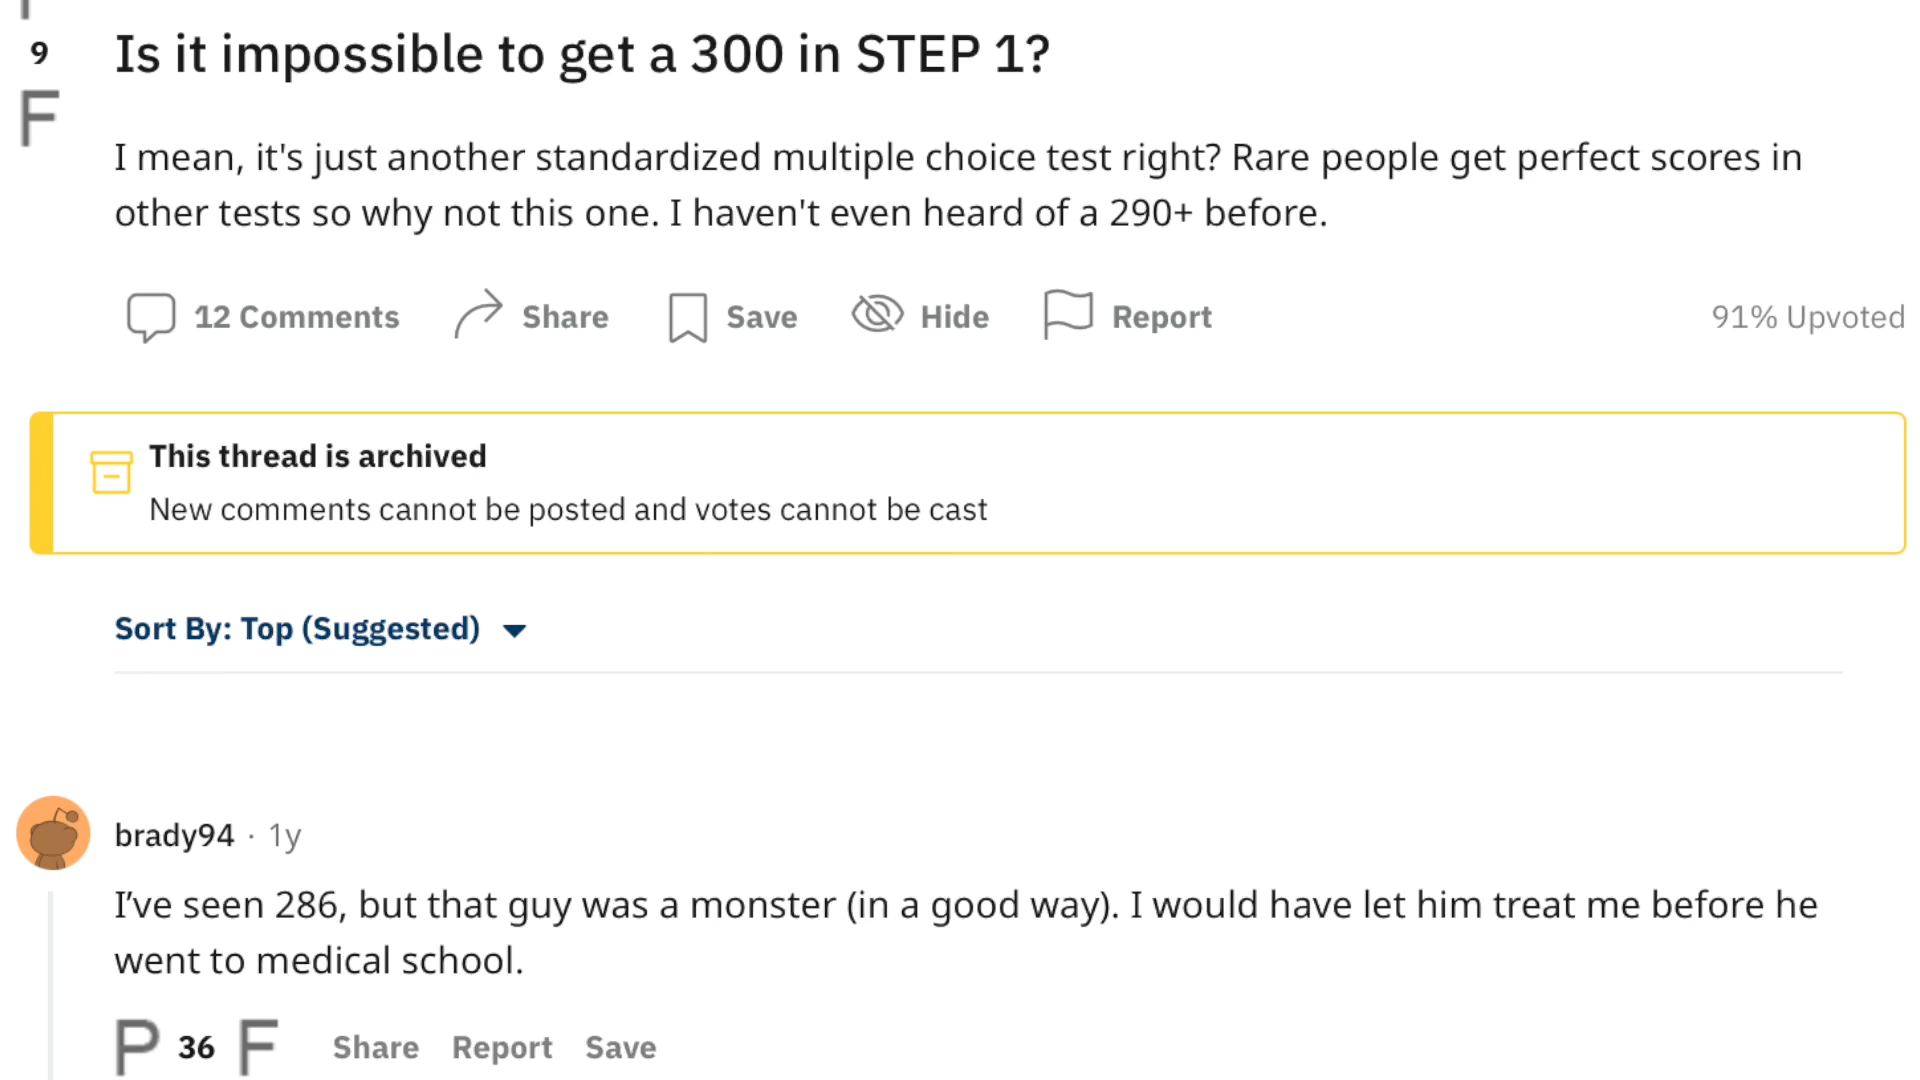 9
Is it impossible to get a 300 in STEP 1?
F
I mean, it's just another standardized multiple choice test right? Rare people get perfect scores in
other tests so why not this one. I haven't even heard of a 290+ before.
12 Comments Share Save Hide Report 91% Upvoted
This thread is archived
New comments cannot be posted and votes cannot be cast
Sort By: Top (Suggested)
brady94 · 1y
I’ve seen 286, but that guy was a monster (in a good way). I would have let him treat me before he
went to medical school.
P 36 F Share Report Save